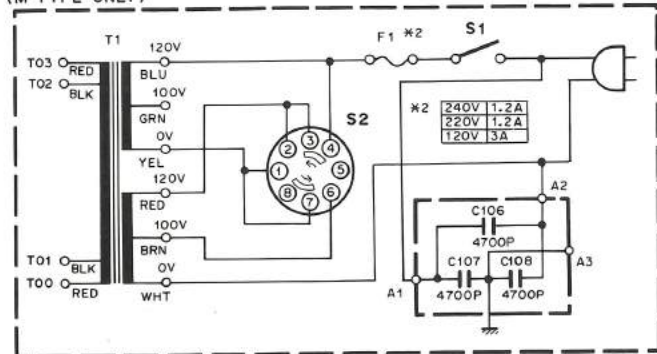 (M TYPE ONLY)
T1
120V
F1 *2
S1
T03
RED
BLU
T02
BLK
100V
GRN
S2
*2
240V 1.2A
220V 1.2A
120V 3A
0V
YEL
1
2
3
4
5
6
7
8
120V
RED
A2
C106
4700P
100V
BRN
T01
BLK
A3
C107
C108
0V
A1
4700P
4700P
T00
RED
WHT